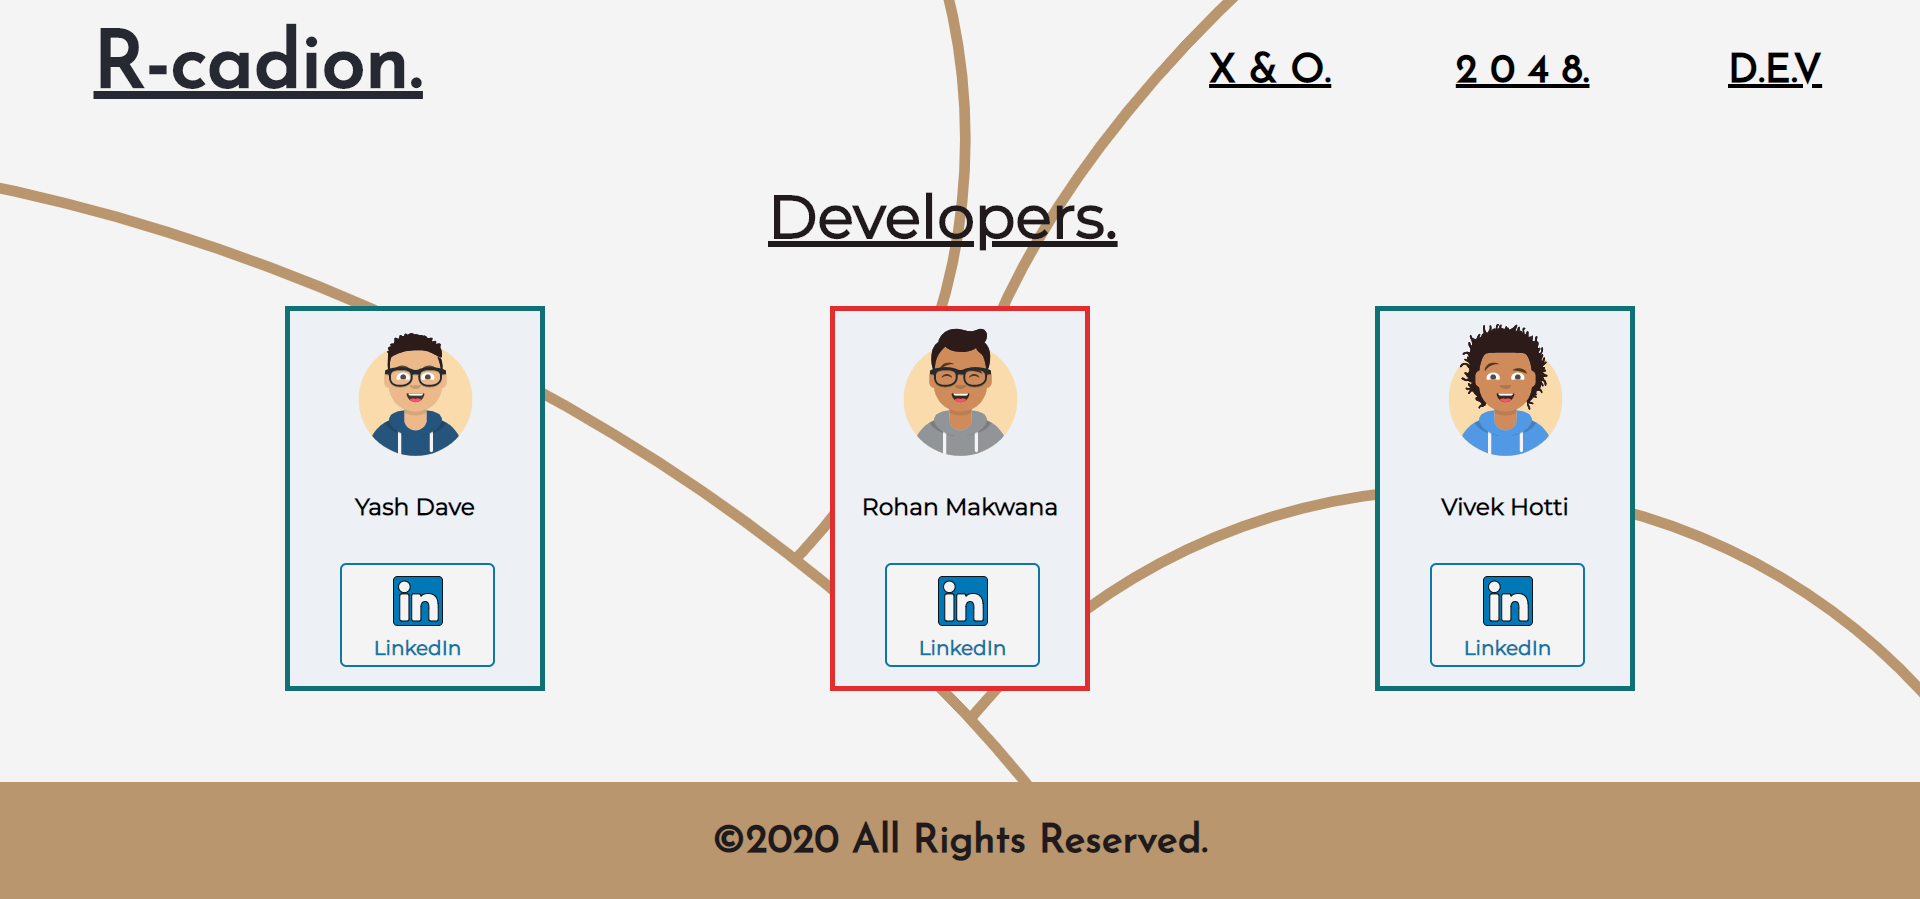 R-cadion.
X & O.
2 0 4 8.
D.E.V
Developers.
Yash Dave
in
LinkedIn
Rohan Makwana
in
LinkedIn
Vivek Hotti
in
LinkedIn
©2020 All Rights Reserved.